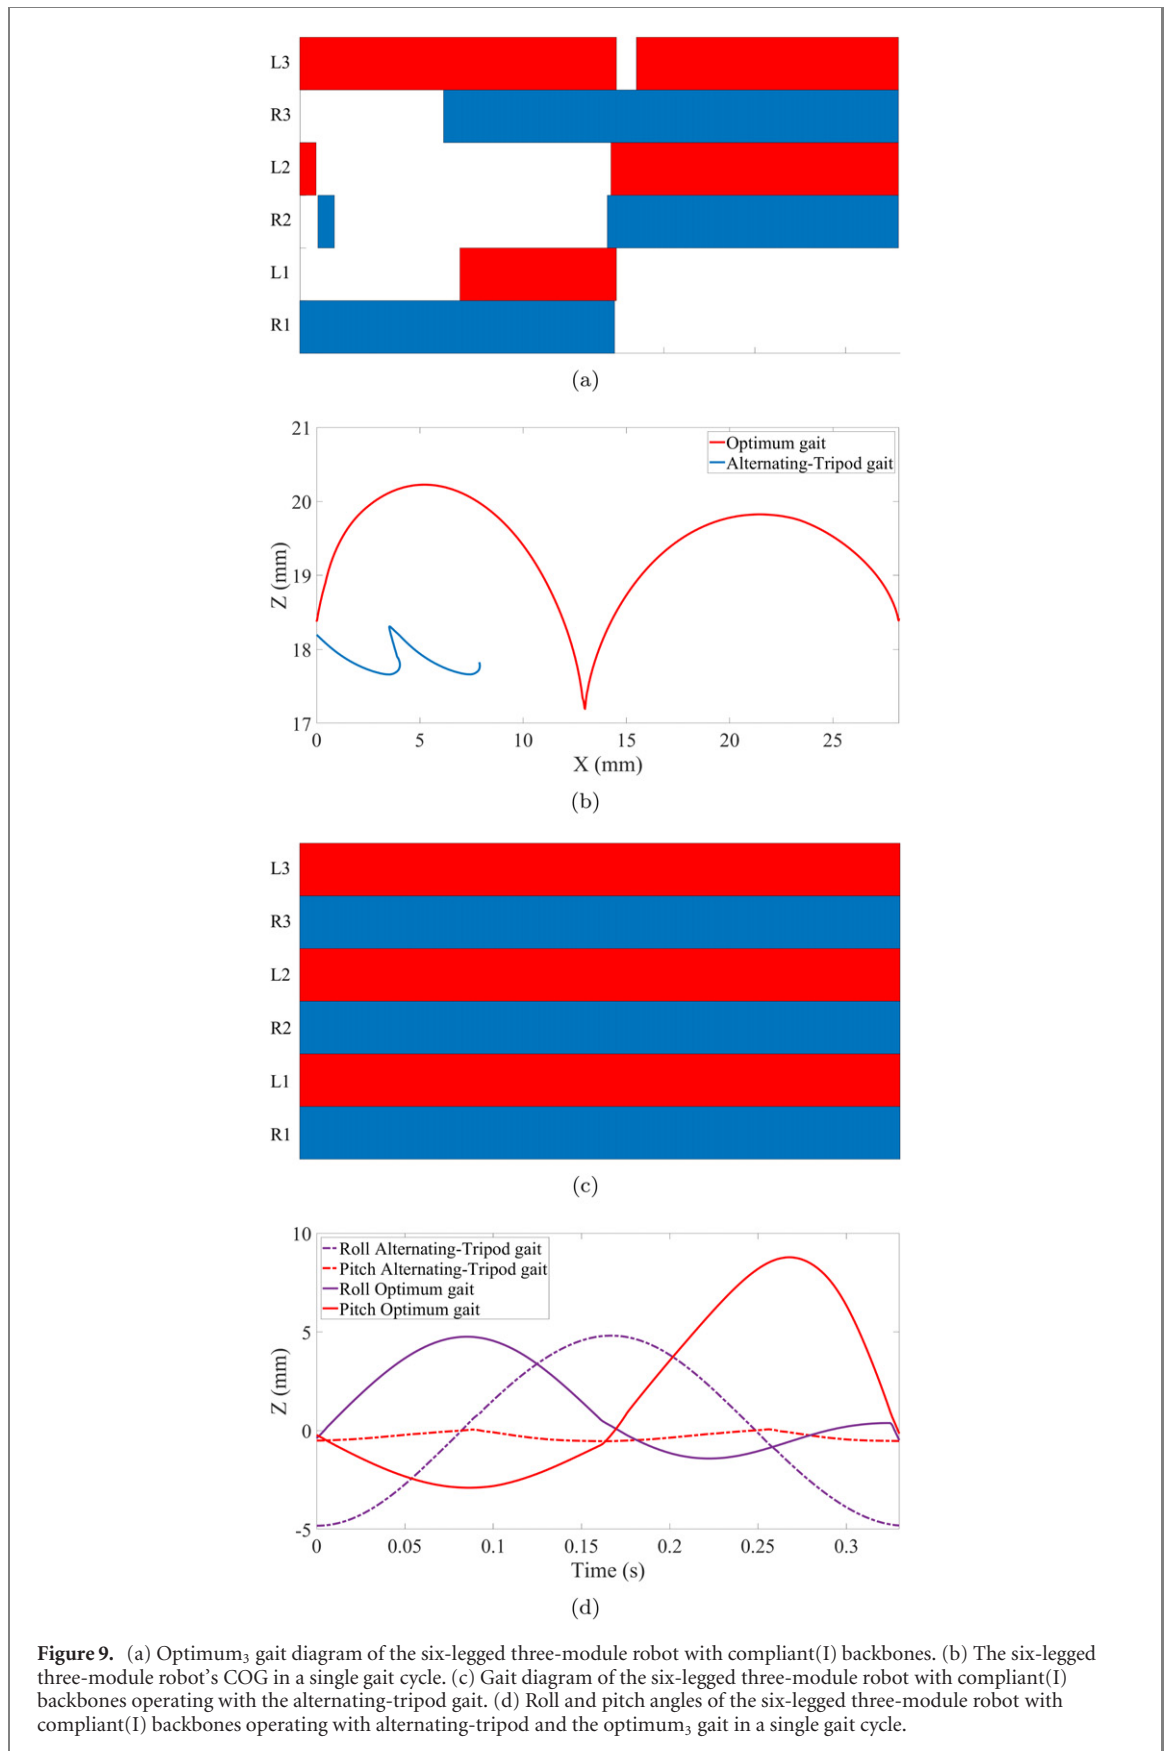 L3
R3
L2
R2
L1
R1
(a)
21
20
19
18
17
Z (mm)
Optimum gait
Alternating-Tripod gait
0 5 10 15 20 25
X (mm)
(b)
L3
R3
L2
R2
L1
R1
(c)
10
5
0
-5
Z (mm)
Roll Alternating-Tripod gait
Pitch Alternating-Tripod gait
Roll Optimum gait
Pitch Optimum gait
0 0.05 0.1 0.15 0.2 0.25 0.3
Time (s)
(d)
Figure 9. (a) Optimum₃ gait diagram of the six-legged three-module robot with compliant(I) backbones. (b) The six-legged
three-module robot's COG in a single gait cycle. (c) Gait diagram of the six-legged three-module robot with compliant(I)
backbones operating with the alternating-tripod gait. (d) Roll and pitch angles of the six-legged three-module robot with
compliant(I) backbones operating with alternating-tripod and the optimum₃ gait in a single gait cycle.